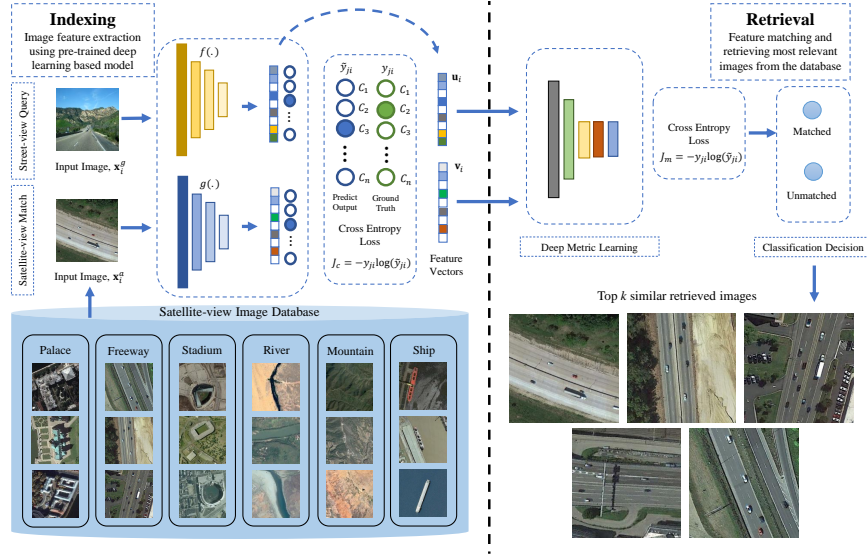 Indexing
Image feature extraction
using pre-trained deep
learning based model
Street-view Query
Input Image, x_i^g
Satellite-view Match
Input Image, x_i^a
f(.)
g(.)
ỹ_ji y_ji
C_1 C_1
C_2 C_2
C_3 C_3
C_n C_n
Predict
Output
Ground
Truth
Cross Entropy
Loss
J_c = −y_ji log(ỹ_ji)
u_i
v_i
Feature
Vectors
Satellite-view Image Database
Palace
Freeway
Stadium
River
Mountain
Ship
Retrieval
Feature matching and
retrieving most relevant
images from the database
Deep Metric Learning
Cross Entropy
Loss
J_m = −y_ji log(ỹ_ji)
Matched
Unmatched
Classification Decision
Top k similar retrieved images